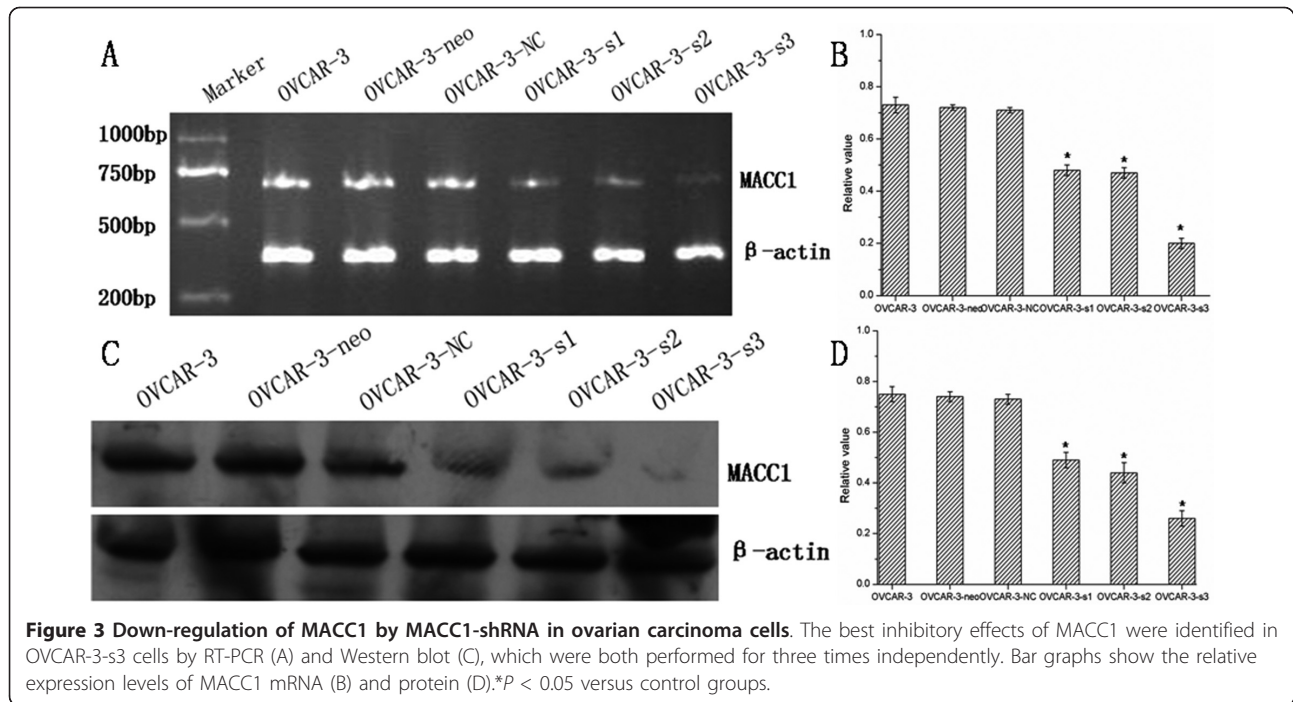 A
Marker
OVCAR-3
OVCAR-3-neo
OVCAR-3-NC
OVCAR-3-s1
OVCAR-3-s2
OVCAR-3-s3
1000bp
750bp
500bp
200bp
MACC1
β-actin
B
Relative value
1.0
0.8
0.6
0.4
0.2
0.0
*
*
*
OVCAR-3
OVCAR-3-neo
OVCAR-3-NC
OVCAR-3-s1
OVCAR-3-s2
OVCAR-3-s3
C
OVCAR-3
OVCAR-3-neo
OVCAR-3-NC
OVCAR-3-s1
OVCAR-3-s2
OVCAR-3-s3
MACC1
β-actin
D
Relative value
1.0
0.8
0.6
0.4
0.2
0.0
*
*
*
OVCAR-3
OVCAR-3-neo
OVCAR-3-NC
OVCAR-3-s1
OVCAR-3-s2
OVCAR-3-s3
Figure 3 Down-regulation of MACC1 by MACC1-shRNA in ovarian carcinoma cells. The best inhibitory effects of MACC1 were identified in
OVCAR-3-s3 cells by RT-PCR (A) and Western blot (C), which were both performed for three times independently. Bar graphs show the relative
expression levels of MACC1 mRNA (B) and protein (D).*P < 0.05 versus control groups.